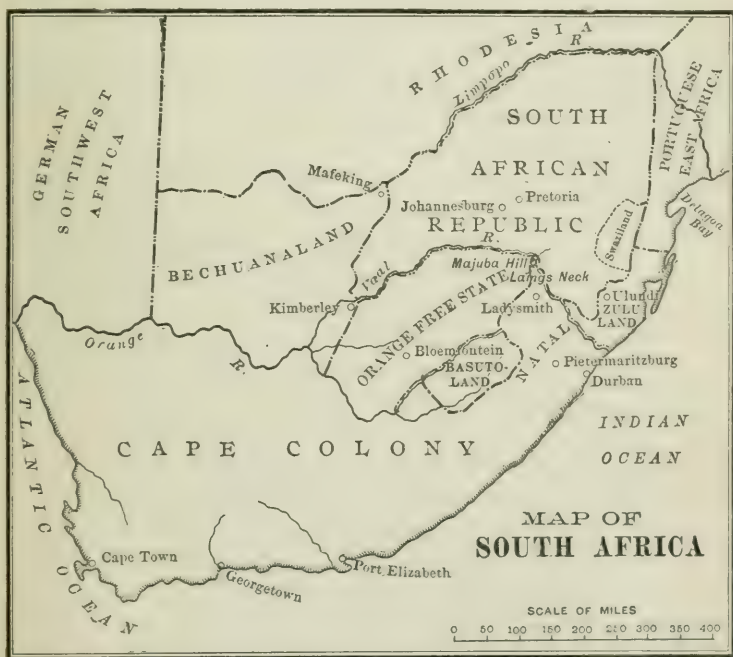 RHODESIA
Limpopo R.
GERMAN
SOUTHWEST
AFRICA
SOUTH
AFRICAN
REPUBLIC
PORTUGUESE
EAST AFRICA
Mafeking
Johannesburg
Pretoria
Delagoa
Bay
Swaziland
BECHUANALAND
Vaal R.
Majuba Hill
Laings Neck
Kimberley
ORANGE FREE STATE
Ladysmith
Ulundi
ZULU
LAND
Orange R.
Bloemfontein
BASUTO-
LAND
NATAL
Pietermaritzburg
Durban
ATLANTIC OCEAN
CAPE COLONY
INDIAN
OCEAN
MAP OF
SOUTH AFRICA
Cape Town
Georgetown
Port Elizabeth
SCALE OF MILES
0 50 100 150 200 250 300 350 400